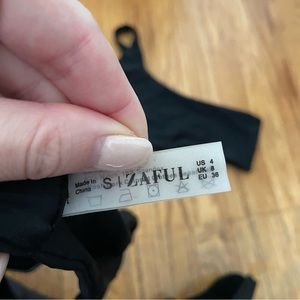 Made In
China
S | ZAFUL
US 4
UK 8
EU 36